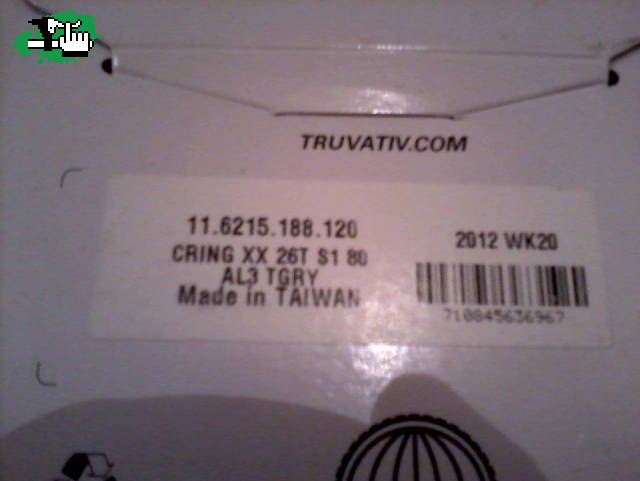 TRUVATIV.COM
11.6215.188.120
CRING XX 26T S1 80
AL3 TGRY
Made in TAIWAN
2012 WK20
710845636967